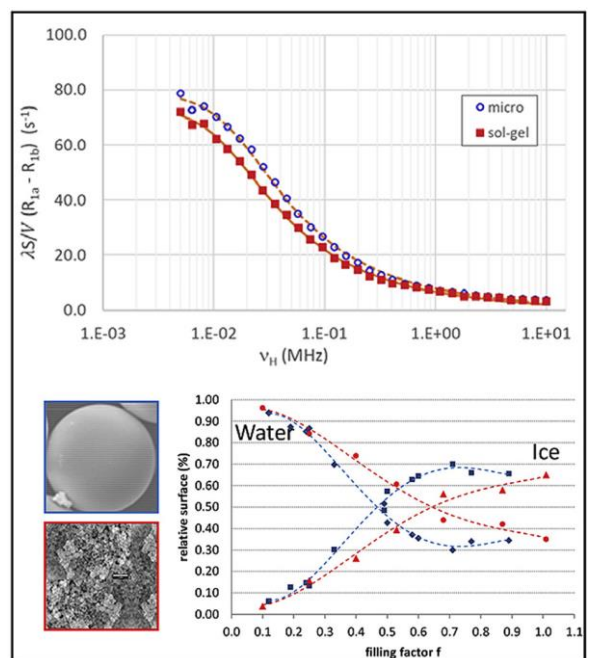 100.0
80.0
60.0
40.0
20.0
0.0
λS/V (R1a - R1b) (s-1)
micro
sol-gel
1.E-03 1.E-02 1.E-01 1.E+00 1.E+01
νH (MHz)
1.00
0.90
0.80
0.70
0.60
0.50
0.40
0.30
0.20
0.10
0.00
relative surface (%)
Water
Ice
0.0 0.1 0.2 0.3 0.4 0.5 0.6 0.7 0.8 0.9 1.0 1.1
filling factor f